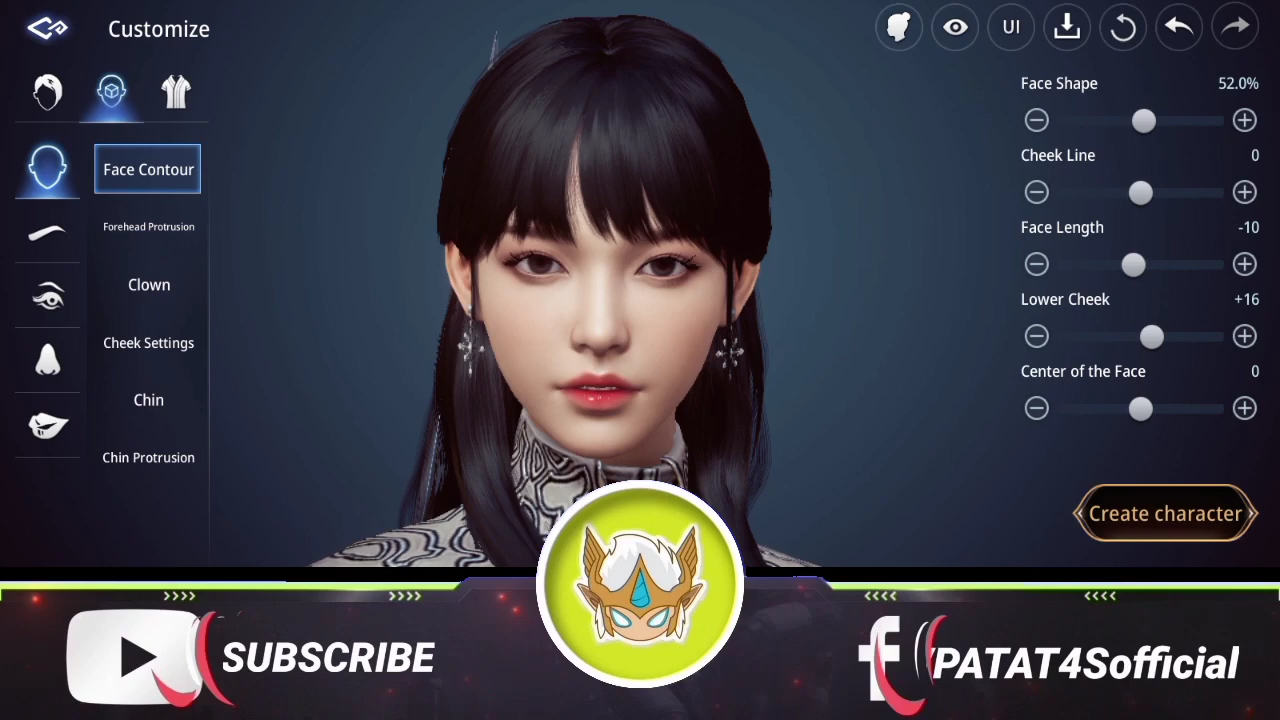 Customize
UI
Face Contour
Forehead Protrusion
Clown
Cheek Settings
Chin
Chin Protrusion
Face Shape 52.0%
Cheek Line 0
Face Length -10
Lower Cheek +16
Center of the Face 0
Create character
SUBSCRIBE
/PATAT4Sofficial